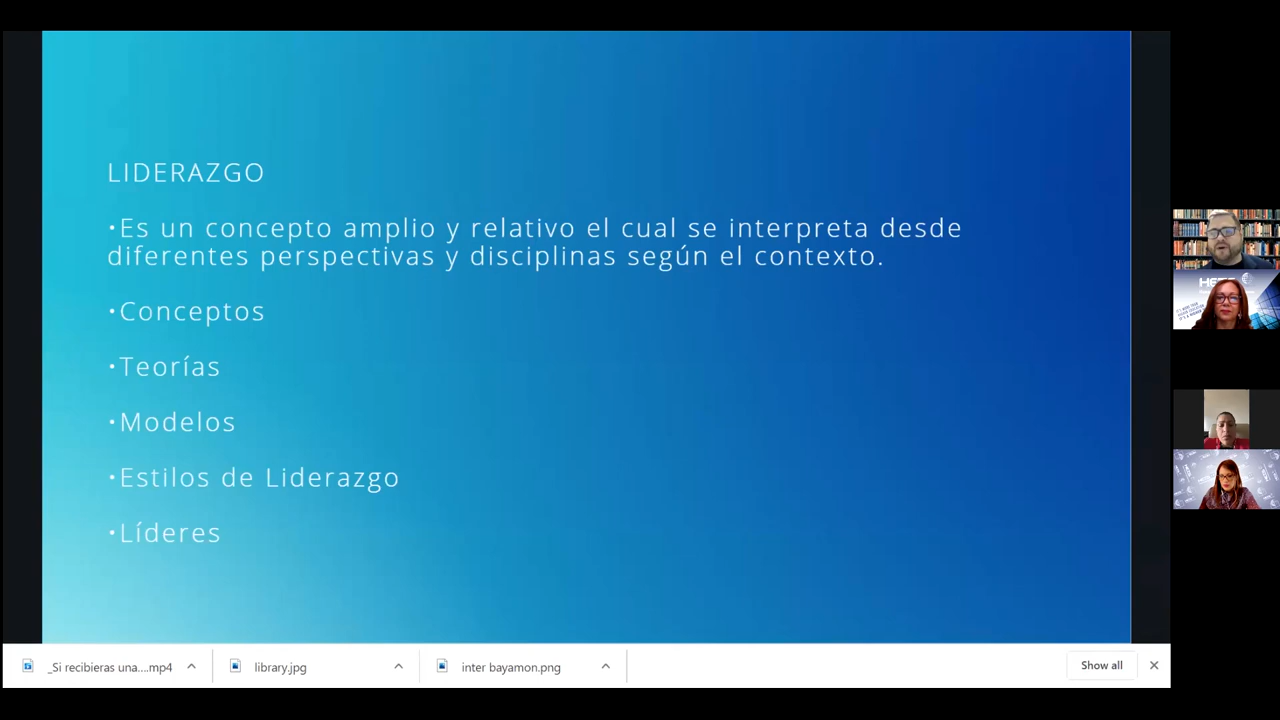 LIDERAZGO
•Es un concepto amplio y relativo el cual se interpreta desde
diferentes perspectivas y disciplinas según el contexto.
•Conceptos
•Teorías
•Modelos
•Estilos de Liderazgo
•Líderes
_Si recibieras una....mp4
library.jpg
inter bayamon.png
Show all